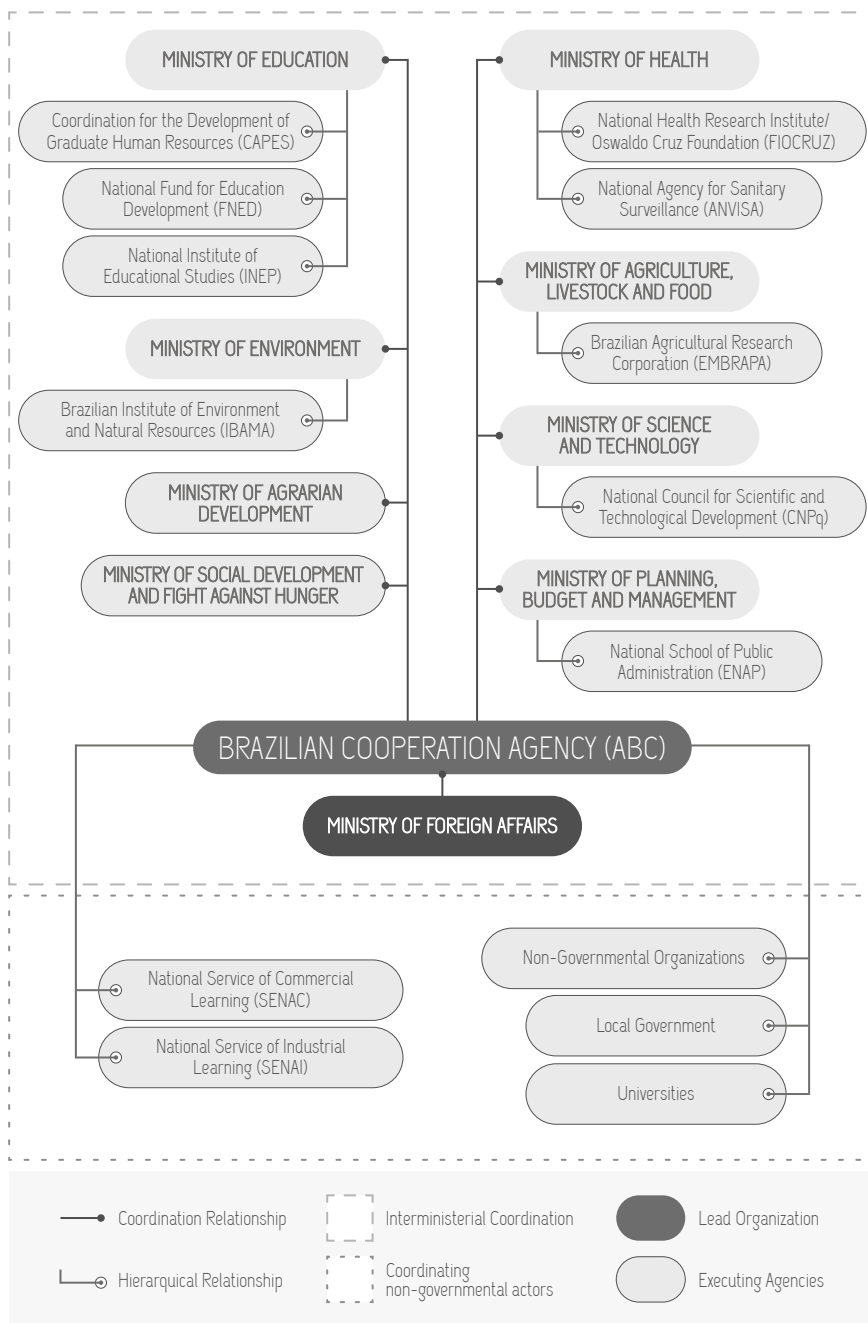 MINISTRY OF EDUCATION
Coordination for the Development of
Graduate Human Resources (CAPES)
National Fund for Education
Development (FNED)
National Institute of
Educational Studies (INEP)
MINISTRY OF ENVIRONMENT
Brazilian Institute of Environment
and Natural Resources (IBAMA)
MINISTRY OF AGRARIAN
DEVELOPMENT
MINISTRY OF SOCIAL DEVELOPMENT
AND FIGHT AGAINST HUNGER
MINISTRY OF HEALTH
National Health Research Institute/
Oswaldo Cruz Foundation (FIOCRUZ)
National Agency for Sanitary
Surveillance (ANVISA)
MINISTRY OF AGRICULTURE,
LIVESTOCK AND FOOD
Brazilian Agricultural Research
Corporation (EMBRAPA)
MINISTRY OF SCIENCE
AND TECHNOLOGY
National Council for Scientific and
Technological Development (CNPq)
MINISTRY OF PLANNING,
BUDGET AND MANAGEMENT
National School of Public
Administration (ENAP)
BRAZILIAN COOPERATION AGENCY (ABC)
MINISTRY OF FOREIGN AFFAIRS
National Service of Commercial
Learning (SENAC)
National Service of Industrial
Learning (SENAI)
Non-Governmental Organizations
Local Government
Universities
Coordination Relationship
Hierarquical Relationship
Interministerial Coordination
Coordinating
non-governmental actors
Lead Organization
Executing Agencies